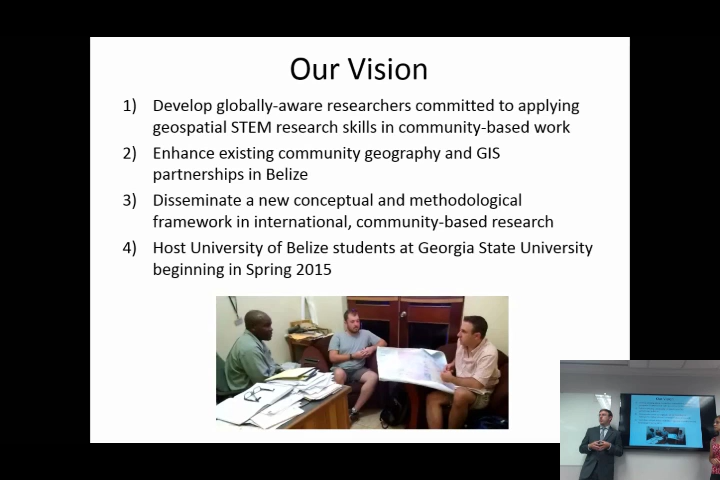 Our Vision
1) Develop globally-aware researchers committed to applying
geospatial STEM research skills in community-based work
2) Enhance existing community geography and GIS
partnerships in Belize
3) Disseminate a new conceptual and methodological
framework in international, community-based research
4) Host University of Belize students at Georgia State University
beginning in Spring 2015